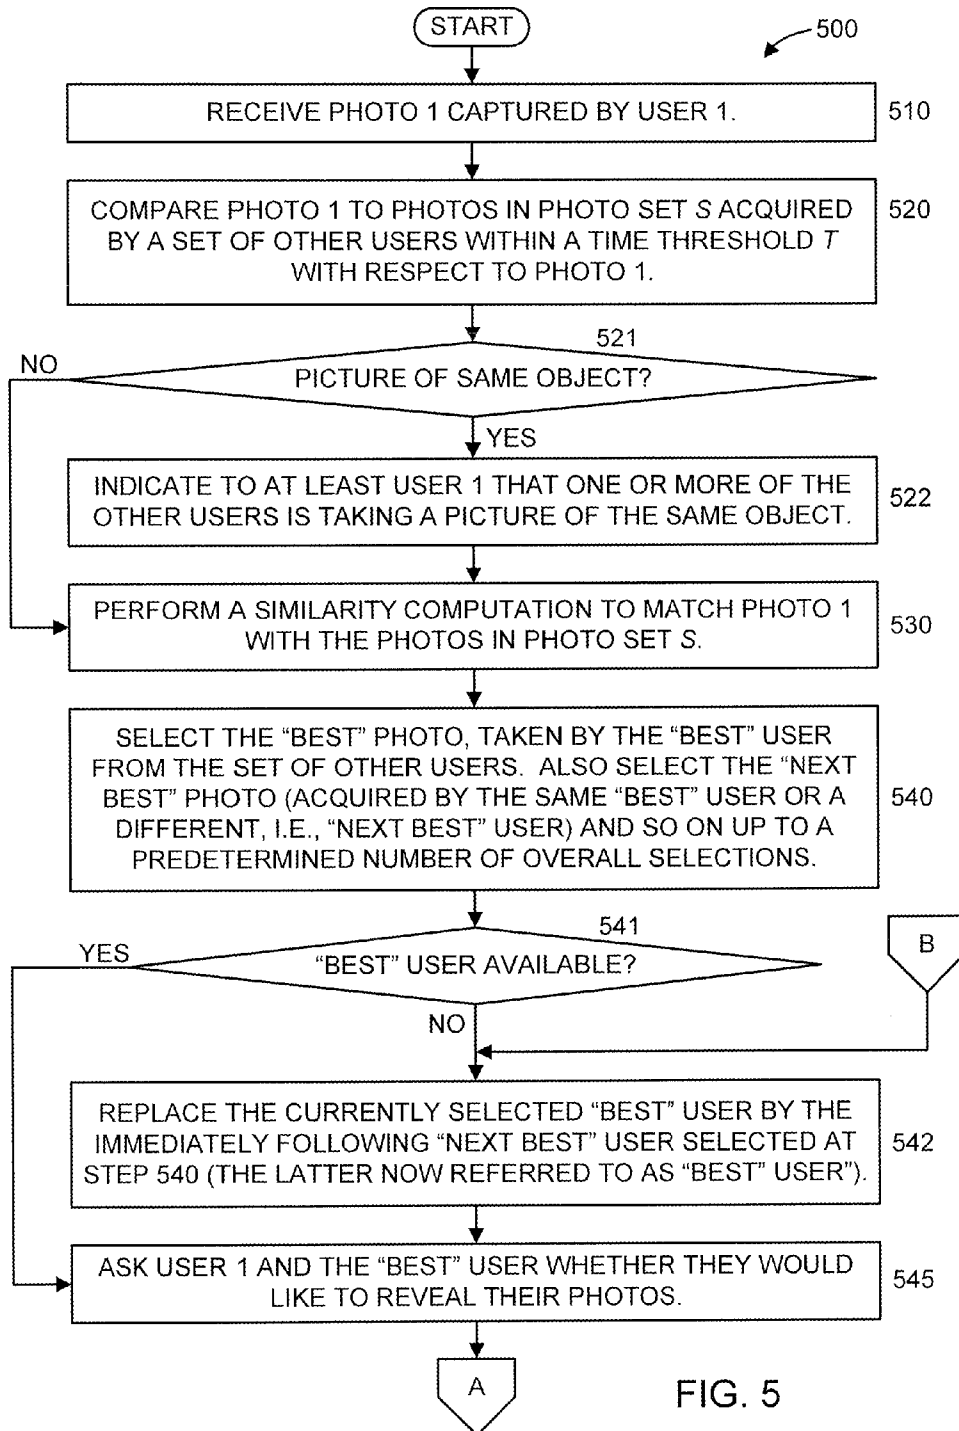 START
500
RECEIVE PHOTO 1 CAPTURED BY USER 1.
510
COMPARE PHOTO 1 TO PHOTOS IN PHOTO SET S ACQUIRED
BY A SET OF OTHER USERS WITHIN A TIME THRESHOLD T
WITH RESPECT TO PHOTO 1.
520
521
NO
PICTURE OF SAME OBJECT?
YES
INDICATE TO AT LEAST USER 1 THAT ONE OR MORE OF THE
OTHER USERS IS TAKING A PICTURE OF THE SAME OBJECT.
522
PERFORM A SIMILARITY COMPUTATION TO MATCH PHOTO 1
WITH THE PHOTOS IN PHOTO SET S.
530
SELECT THE “BEST” PHOTO, TAKEN BY THE “BEST” USER
FROM THE SET OF OTHER USERS. ALSO SELECT THE “NEXT
BEST” PHOTO (ACQUIRED BY THE SAME “BEST” USER OR A
DIFFERENT, I.E., “NEXT BEST” USER) AND SO ON UP TO A
PREDETERMINED NUMBER OF OVERALL SELECTIONS.
540
541
YES
“BEST” USER AVAILABLE?
B
NO
REPLACE THE CURRENTLY SELECTED “BEST” USER BY THE
IMMEDIATELY FOLLOWING “NEXT BEST” USER SELECTED AT
STEP 540 (THE LATTER NOW REFERRED TO AS “BEST” USER”).
542
ASK USER 1 AND THE “BEST” USER WHETHER THEY WOULD
LIKE TO REVEAL THEIR PHOTOS.
545
A
FIG. 5